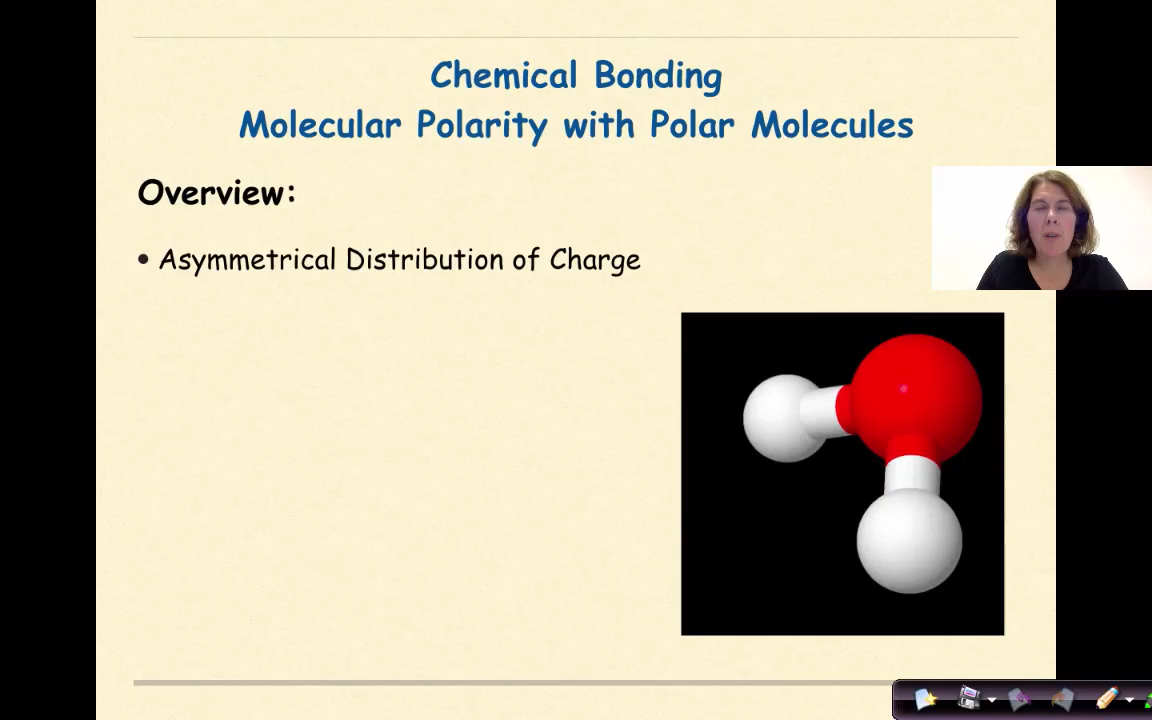 Chemical Bonding
Molecular Polarity with Polar Molecules
Overview:
• Asymmetrical Distribution of Charge